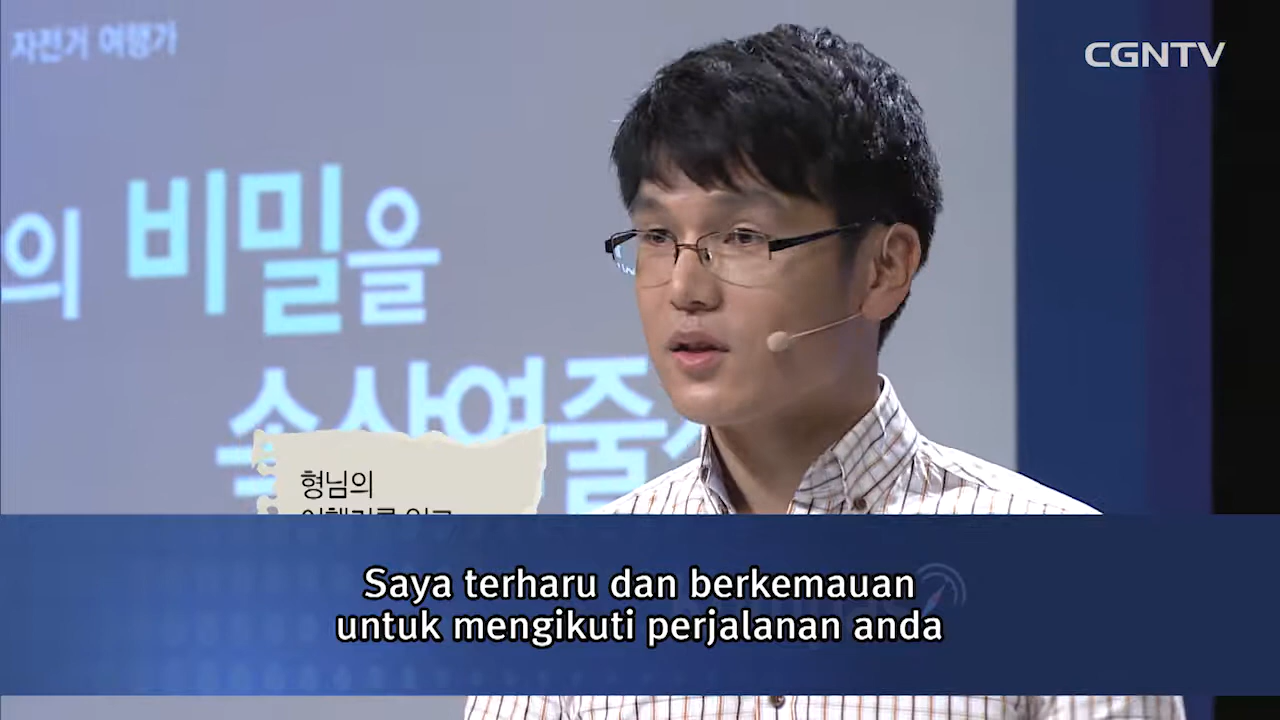 자전거 여행가
CGNTV
의 비밀을
형님의
Saya terharu dan berkemauan
untuk mengikuti perjalanan anda